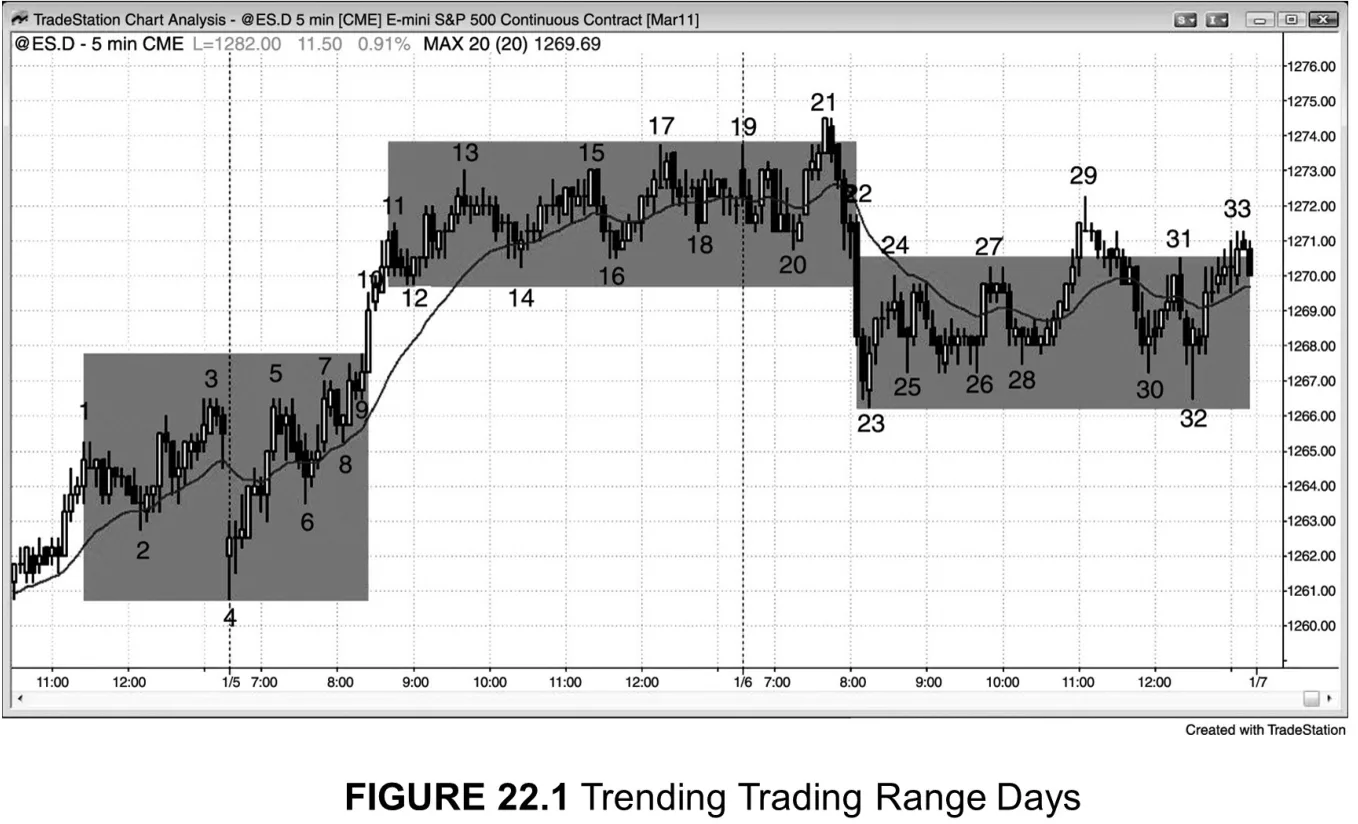 TradeStation Chart Analysis - @ES.D 5 min [CME] E-mini S&P 500 Continuous Contract [Mar11]
S I
@ES.D - 5 min CME L=1282.00 11.50 0.91% MAX 20 (20) 1269.69
1276.00
21 1275.00
17 19 1274.00
13 15 1273.00
11 22 29 1272.00
33
18 24 27 31 1271.00
20
10 16 1270.00
12 14
1269.00
1268.00
3 5 7 25 26 28 30 1267.00
1 9 23 32 1266.00
1265.00
8
1264.00
6 1263.00
2
1262.00
1261.00
4
1260.00
11:00 12:00 1/5 7:00 8:00 9:00 10:00 11:00 12:00 1/6 7:00 8:00 9:00 10:00 11:00 12:00 1/7
Created with TradeStation
FIGURE 22.1 Trending Trading Range Days